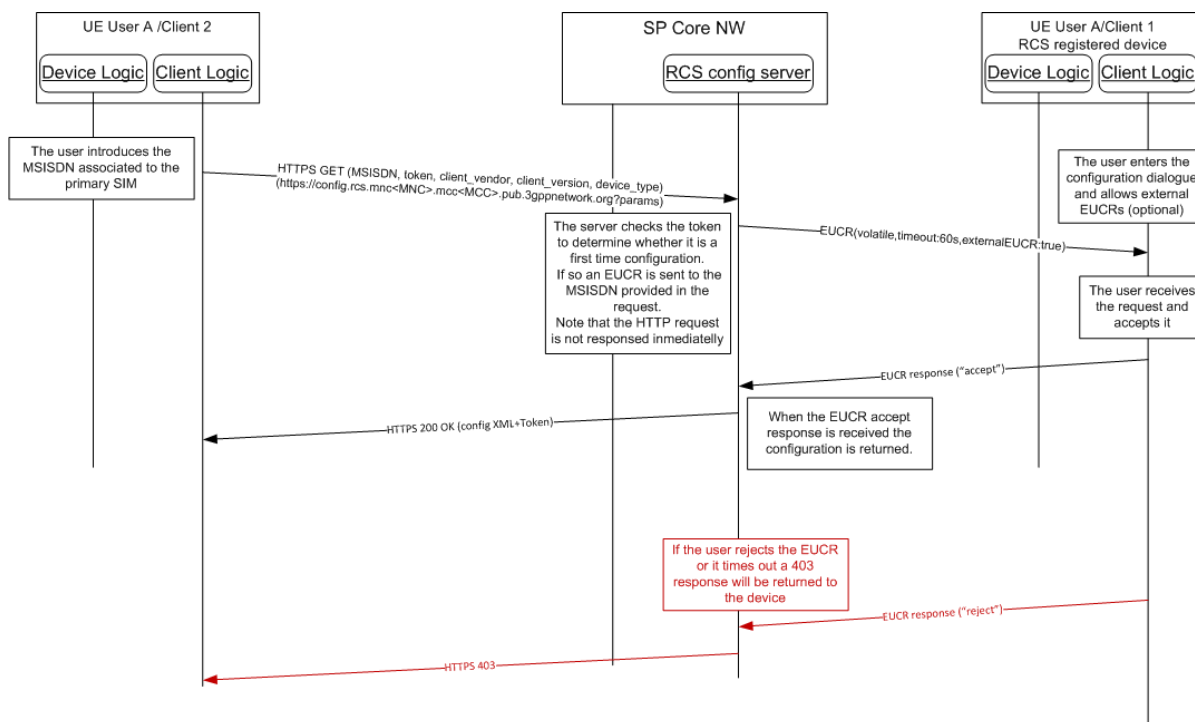 UE User A /Client 2
Device Logic
Client Logic
SP Core NW
RCS config server
UE User A/Client 1
RCS registered device
Device Logic
Client Logic
The user introduces the
MSISDN associated to the
primary SIM
HTTPS GET (MSISDN, token, client_vendor, client_version, device_type)
(https://config.rcs.mnc<MNC>.mcc<MCC>.pub.3gppnetwork.org?params)
The user enters the
configuration dialogue
and allows external
EUCRs (optional)
The server checks the token
to determine whether it is a
first time configuration.
If so an EUCR is sent to the
MSISDN provided in the
request.
Note that the HTTP request
is not responsed inmediatelly
EUCR(volatile,timeout:60s,externalEUCR:true)
The user receives
the request and
accepts it
EUCR response (“accept”)
HTTPS 200 OK (config XML+Token)
When the EUCR accept
response is received the
configuration is returned.
If the user rejects the EUCR
or it times out a 403
response will be returned to
the device
EUCR response (“reject”)
HTTPS 403